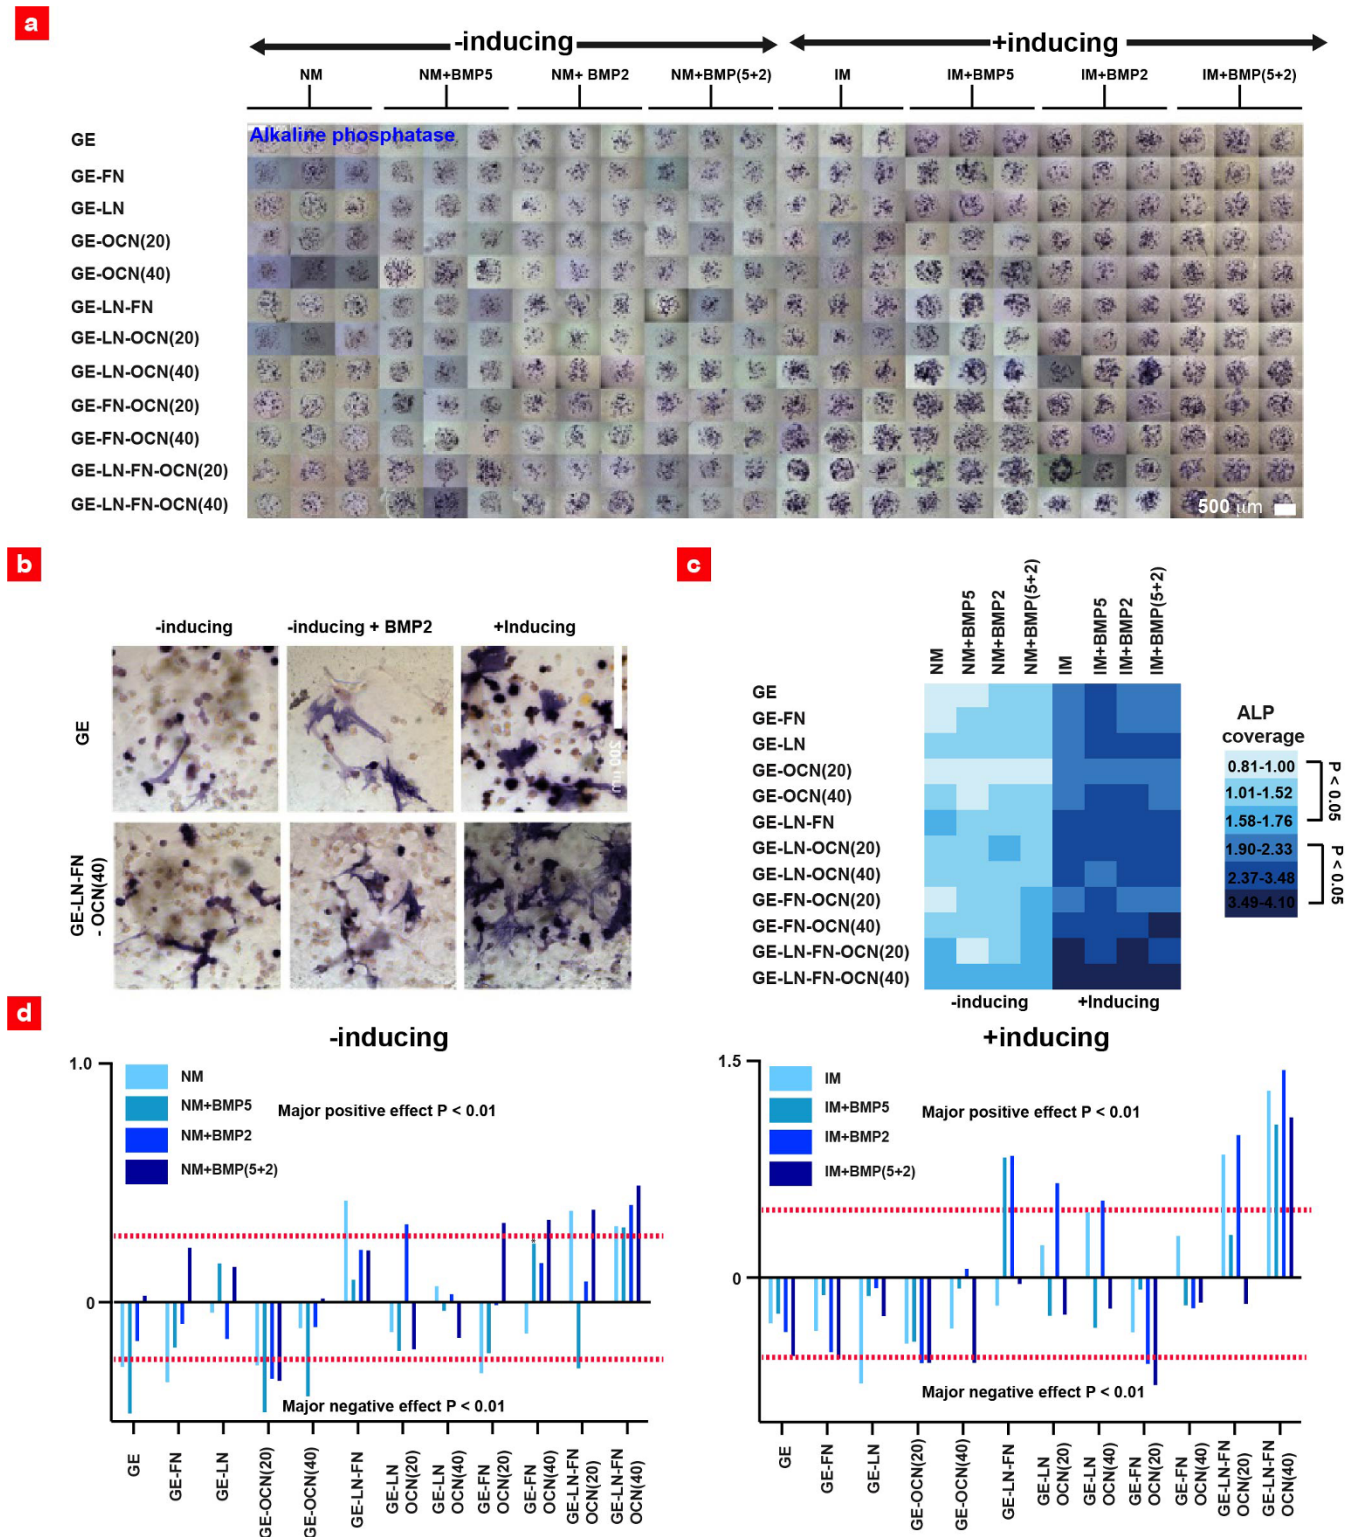 a
-inducing
+inducing
NM
NM+BMP5
NM+ BMP2
NM+BMP(5+2)
IM
IM+BMP5
IM+BMP2
IM+BMP(5+2)
Alkaline phosphatase
GE
GE-FN
GE-LN
GE-OCN(20)
GE-OCN(40)
GE-LN-FN
GE-LN-OCN(20)
GE-LN-OCN(40)
GE-FN-OCN(20)
GE-FN-OCN(40)
GE-LN-FN-OCN(20)
GE-LN-FN-OCN(40)
500 µm
b
-inducing
-inducing + BMP2
+Inducing
GE
GE-LN-FN
- OCN(40)
500 µm
c
NM
NM+BMP5
NM+BMP2
NM+BMP(5+2)
IM
IM+BMP5
IM+BMP2
IM+BMP(5+2)
GE
GE-FN
GE-LN
GE-OCN(20)
GE-OCN(40)
GE-LN-FN
GE-LN-OCN(20)
GE-LN-OCN(40)
GE-FN-OCN(20)
GE-FN-OCN(40)
GE-LN-FN-OCN(20)
GE-LN-FN-OCN(40)
-inducing
+Inducing
ALP
coverage
0.81-1.00
1.01-1.52
1.58-1.76
1.90-2.33
2.37-3.48
3.49-4.10
P < 0.05
P < 0.05
d
-inducing
1.0
0
NM
NM+BMP5
NM+BMP2
NM+BMP(5+2)
Major positive effect P < 0.01
Major negative effect P < 0.01
GE
GE-FN
GE-LN
GE-OCN(20)
GE-OCN(40)
GE-LN-FN
GE-LN
OCN(20)
GE-LN
OCN(40)
GE-FN
OCN(20)
GE-FN
OCN(40)
GE-LN-FN
OCN(20)
GE-LN-FN
OCN(40)
+inducing
1.5
0
IM
IM+BMP5
IM+BMP2
IM+BMP(5+2)
Major positive effect P < 0.01
Major negative effect P < 0.01
GE
GE-FN
GE-LN
GE-OCN(20)
GE-OCN(40)
GE-LN-FN
GE-LN
OCN(20)
GE-LN
OCN(40)
GE-FN
OCN(20)
GE-FN
OCN(40)
GE-LN-FN
OCN(20)
GE-LN-FN
OCN(40)